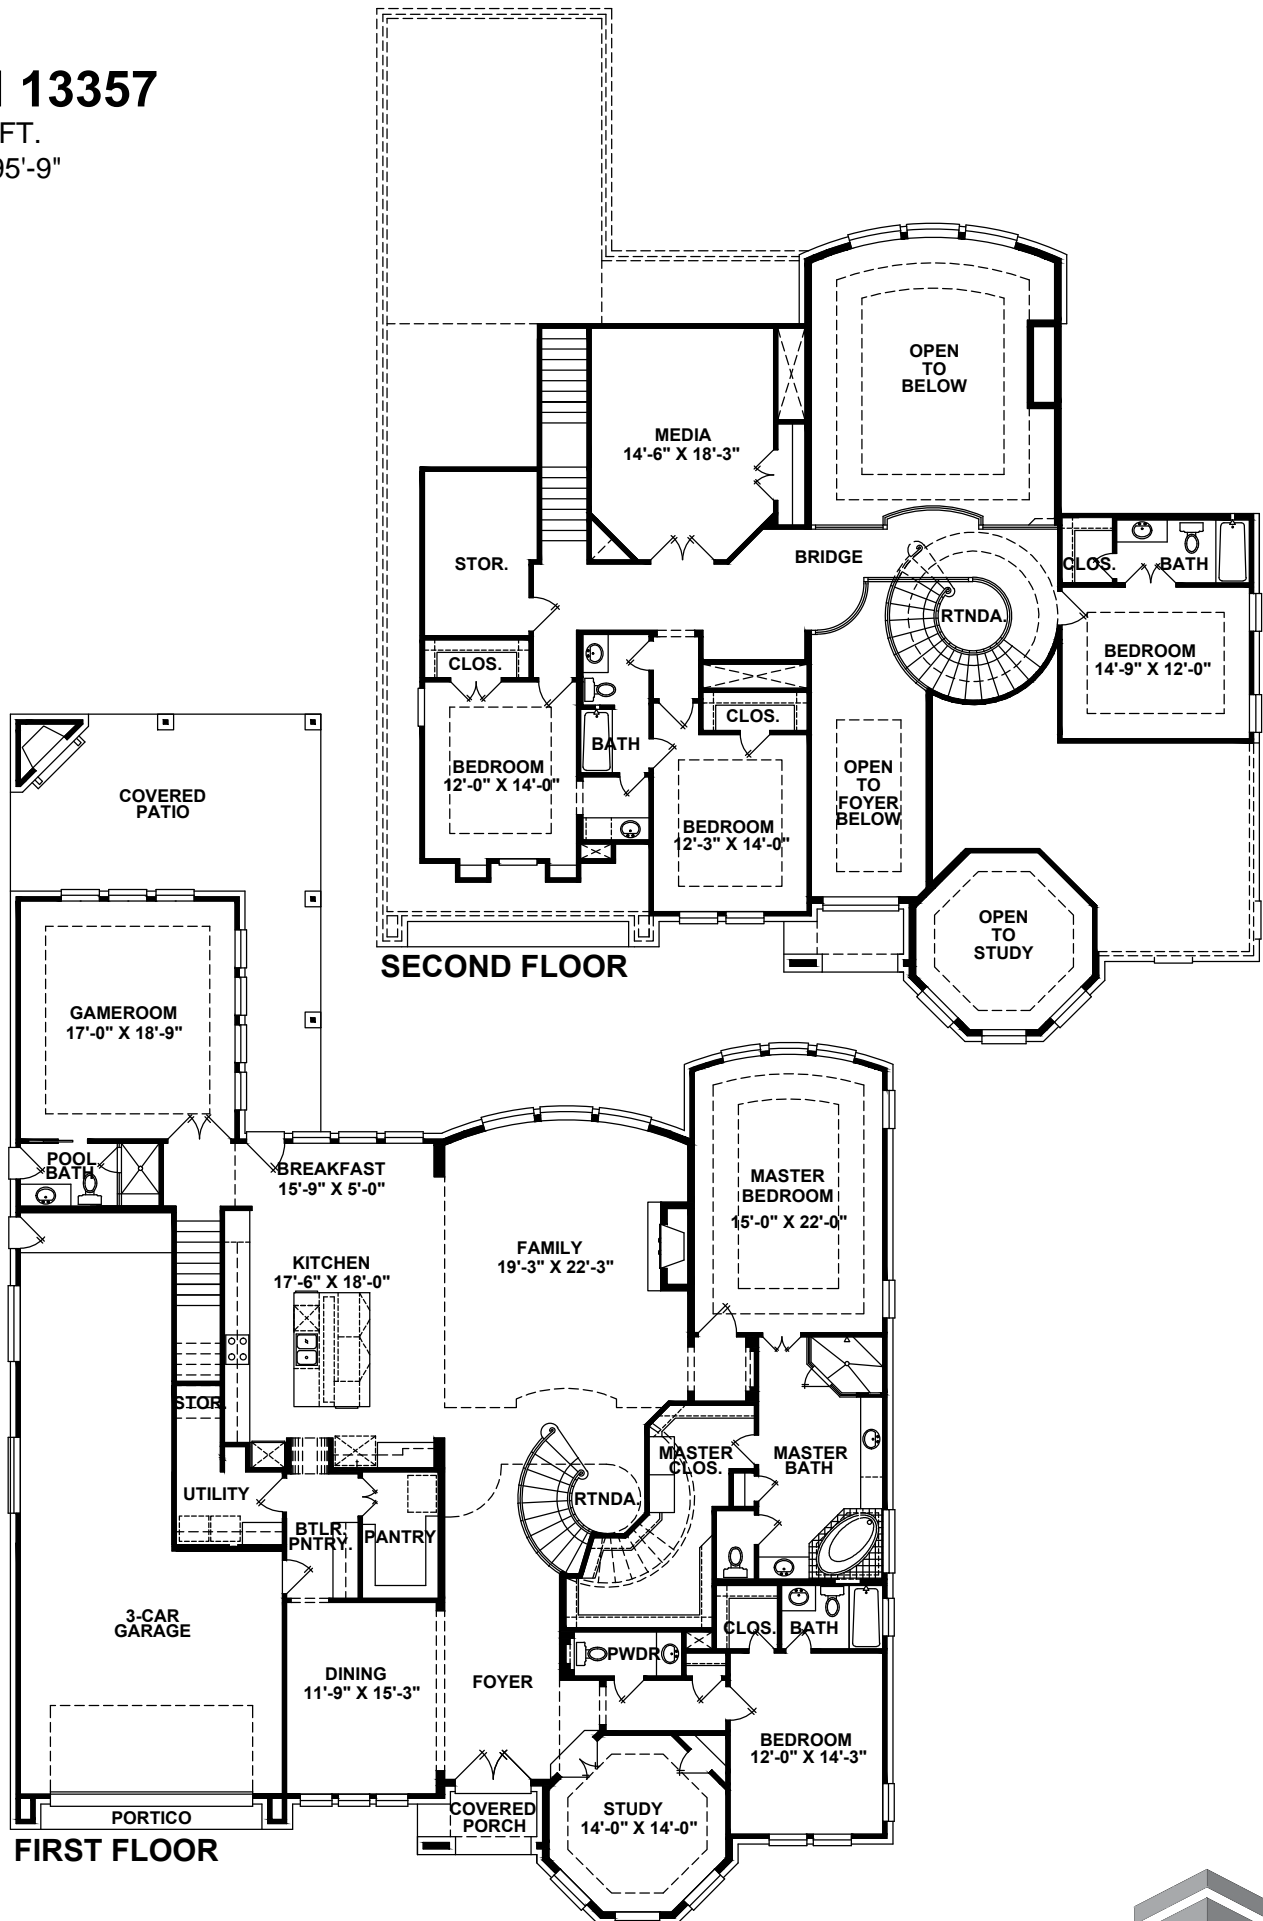 13357
FT.
95'-9"
OPEN
TO
BELOW
MEDIA
14'-6" X 18'-3"
STOR.
BRIDGE
CLOS.
BATH
RTNDA.
BEDROOM
14'-9" X 12'-0"
CLOS.
CLOS.
BATH
BEDROOM
12'-0" X 14'-0"
OPEN
TO
FOYER
BELOW
BEDROOM
12'-3" X 14'-0"
OPEN
TO
STUDY
SECOND FLOOR
COVERED
PATIO
GAMEROOM
17'-0" X 18'-9"
POOL
BATH
BREAKFAST
15'-9" X 5'-0"
MASTER
BEDROOM
15'-0" X 22'-0"
FAMILY
19'-3" X 22'-3"
KITCHEN
17'-6" X 18'-0"
STOR.
MASTER
CLOS.
MASTER
BATH
UTILITY
RTNDA.
BTLR.
PNTRY.
PANTRY
3-CAR
GARAGE
CLOS.
BATH
PWDR.
DINING
11'-9" X 15'-3"
FOYER
BEDROOM
12'-0" X 14'-3"
PORTICO
COVERED
PORCH
STUDY
14'-0" X 14'-0"
FIRST FLOOR